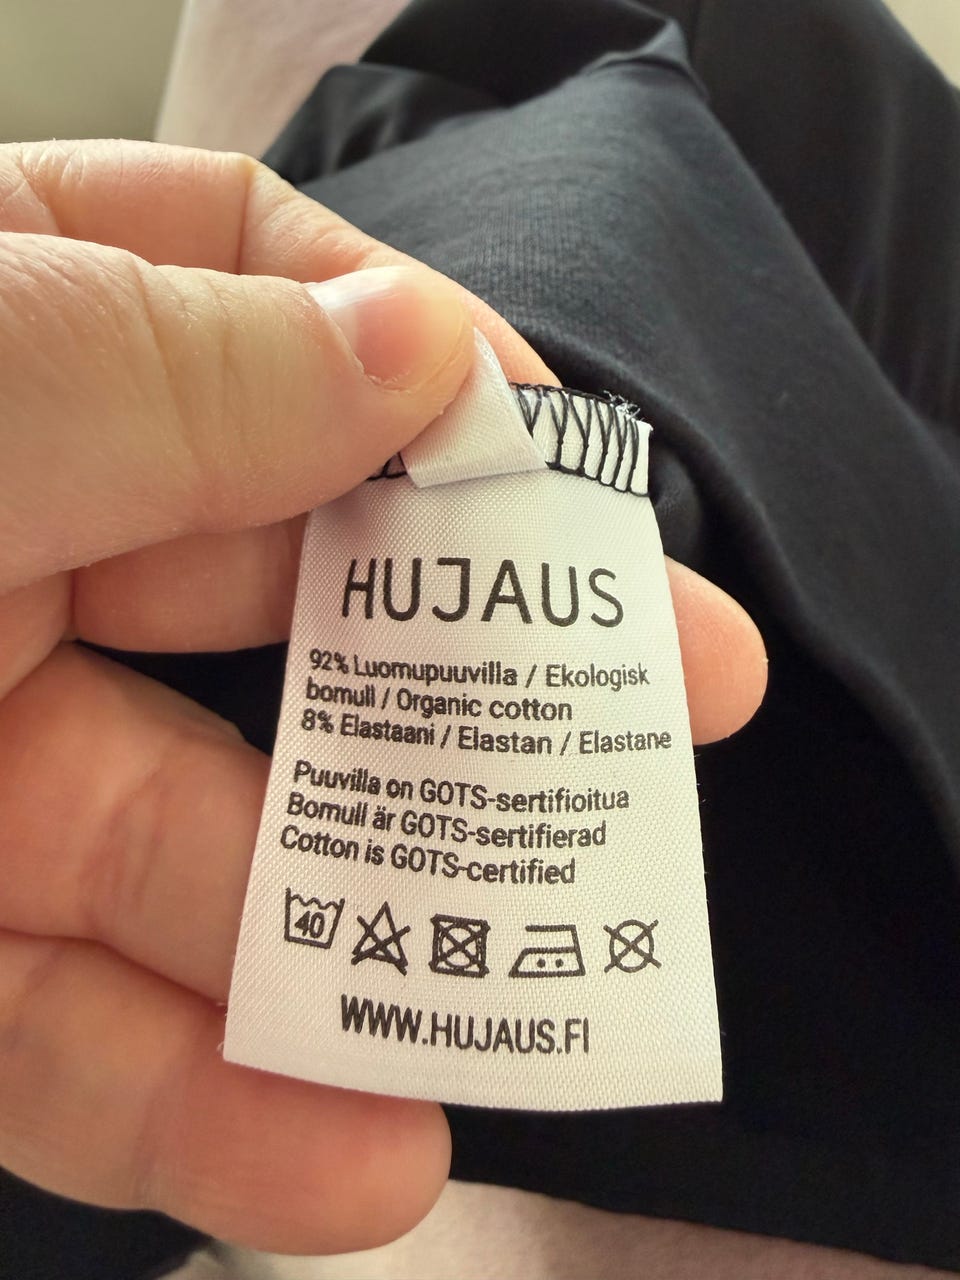 HUJAUS
92% Luomupuuvilla / Ekologisk
bomull / Organic cotton
8% Elastaani / Elastan / Elastane
Puuvilla on GOTS-sertifioitua
Bomull är GOTS-sertifierad
Cotton is GOTS-certified
40
WWW.HUJAUS.FI